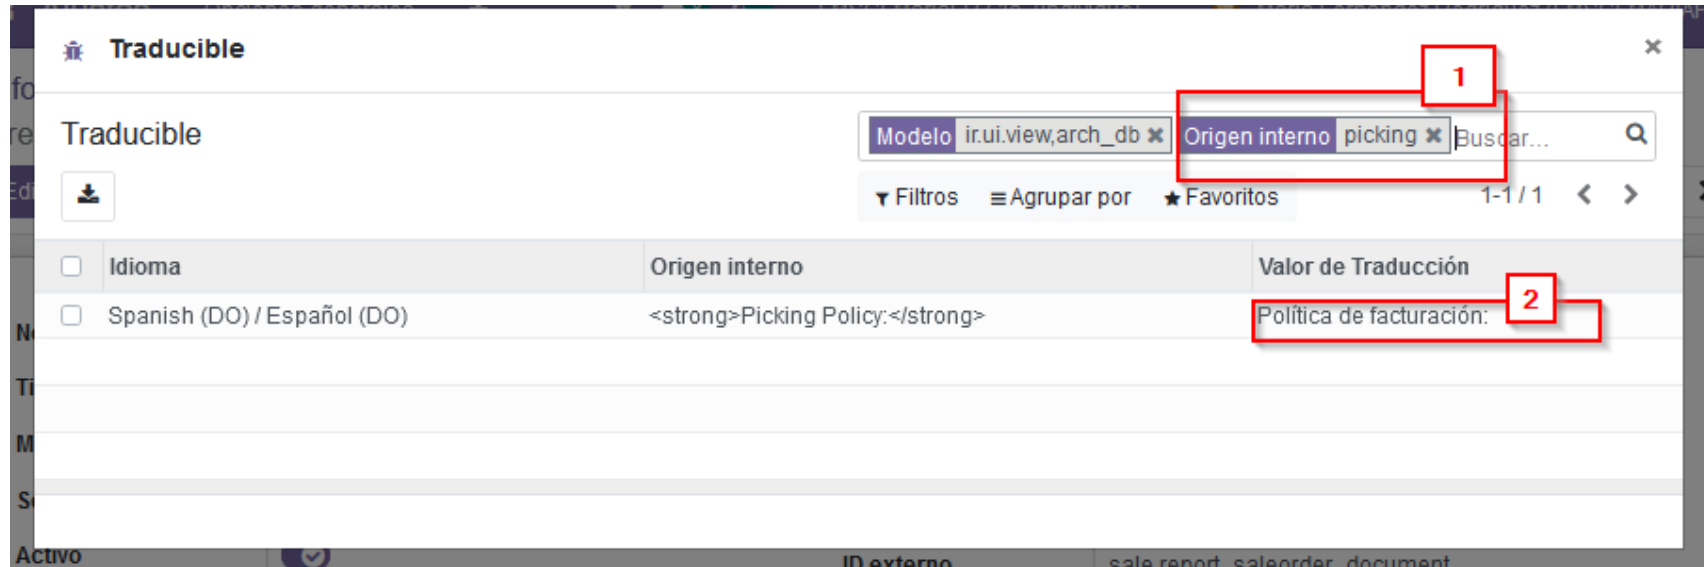 Traducible
1
Traducible
Modelo ir.ui.view,arch_db Origen interno picking Buscar...
Filtros Agrupar por Favoritos 1-1 / 1
Idioma Origen interno Valor de Traducción
2
Spanish (DO) / Español (DO) <strong>Picking Policy:</strong> Política de facturación:
Activo ID externo sale.report_saleorder_document